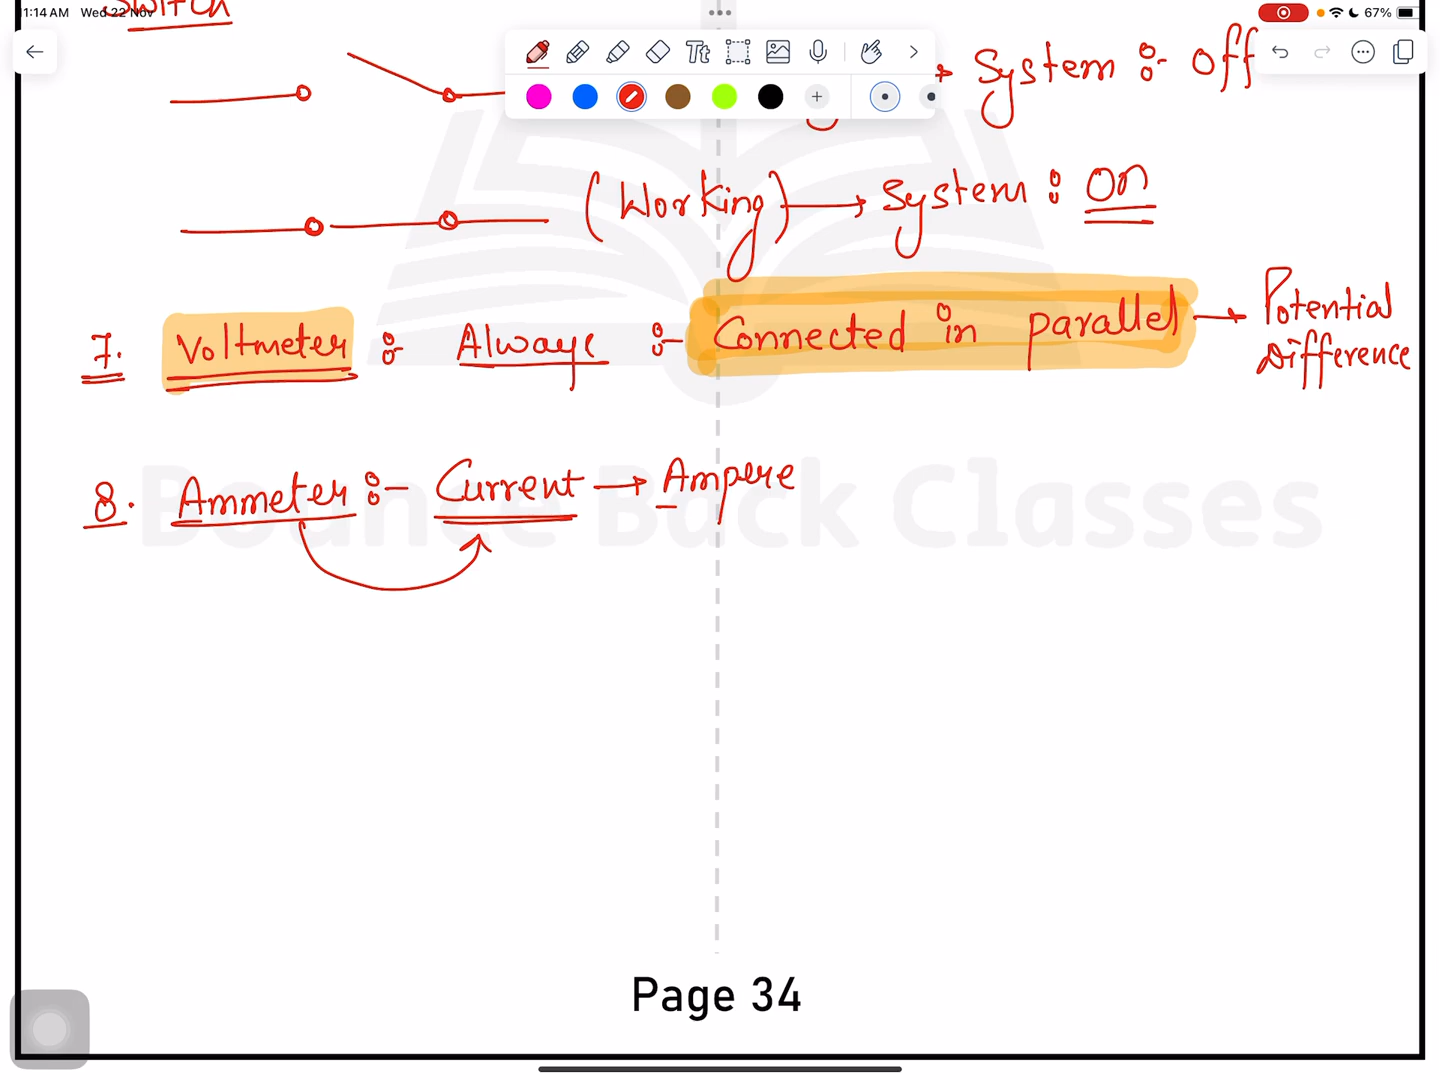 11:14 AM Wed 22 Nov
67%
Switch
System :- Off
(Working) → System : On
7. Voltmeter :- Always :- Connected in parallel → Potential Difference
8. Ammeter :- Current → Ampere
Bounce Back Classes
Page 34